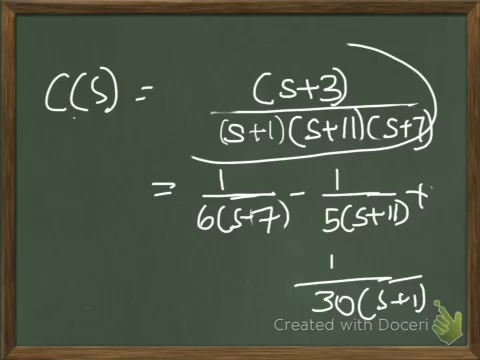 C(S) = (S+3) / (S+1)(S+11)(S+7)
= 1 / 6(S+7) - 1 / 5(S+11) +
1 / 30(S+1)
Created with Doceri